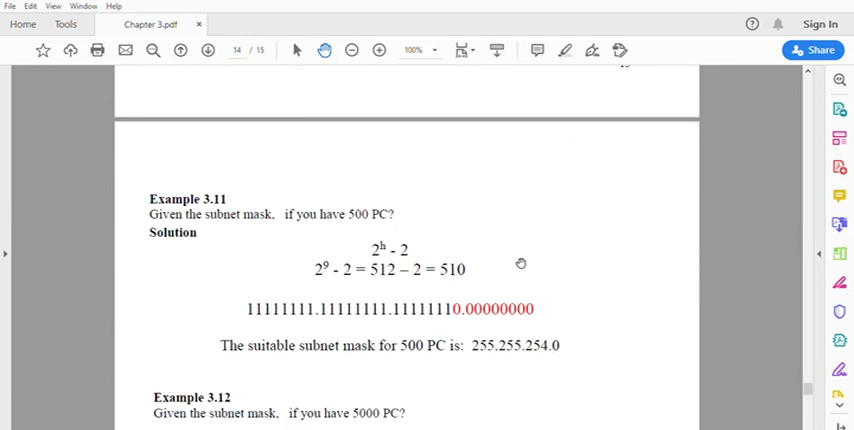 File Edit View Window Help
Home Tools Chapter 3.pdf × Sign In
14 / 15 100% Share
Example 3.11
Given the subnet mask, if you have 500 PC?
Solution
2ʰ - 2
2⁹ - 2 = 512 – 2 = 510
11111111.11111111.11111110.00000000
The suitable subnet mask for 500 PC is: 255.255.254.0
Example 3.12
Given the subnet mask, if you have 5000 PC?